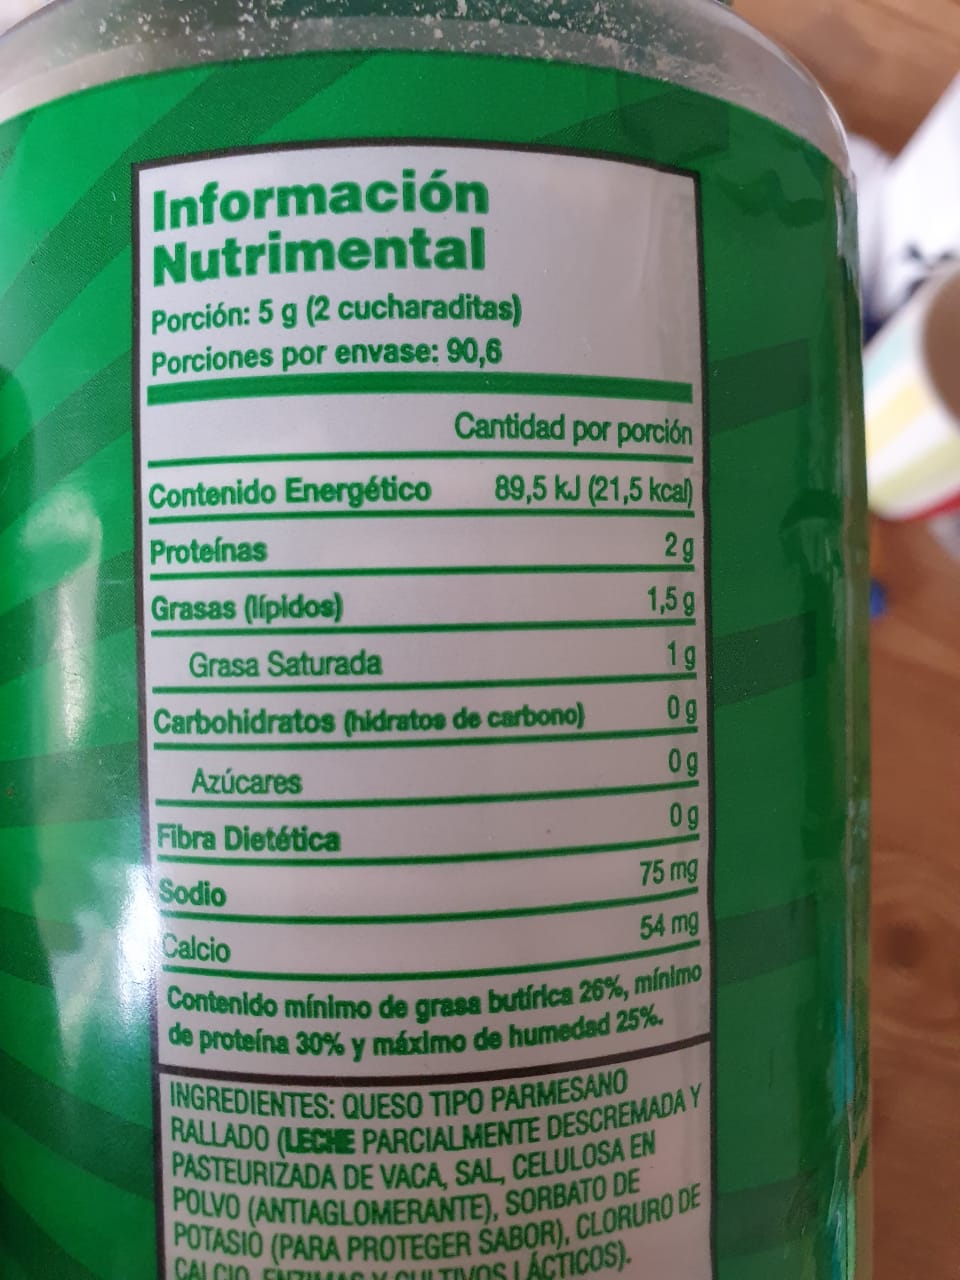 Información
Nutrimental
Porción: 5 g (2 cucharaditas)
Porciones por envase: 90,6
Cantidad por porción
Contenido Energético 89,5 kJ (21,5 kcal)
Proteínas 2 g
Grasas (lípidos) 1,5 g
Grasa Saturada 1 g
Carbohidratos (hidratos de carbono) 0 g
Azúcares 0 g
Fibra Dietética 0 g
Sodio 75 mg
Calcio 54 mg
Contenido mínimo de grasa butírica 26%, mínimo
de proteína 30% y máximo de humedad 25%.
INGREDIENTES: QUESO TIPO PARMESANO
RALLADO (LECHE PARCIALMENTE DESCREMADA Y
PASTEURIZADA DE VACA, SAL, CELULOSA EN
POLVO (ANTIAGLOMERANTE), SORBATO DE
POTASIO (PARA PROTEGER SABOR), CLORURO DE
CALCIO, ENZIMAS Y CULTIVOS LÁCTICOS).